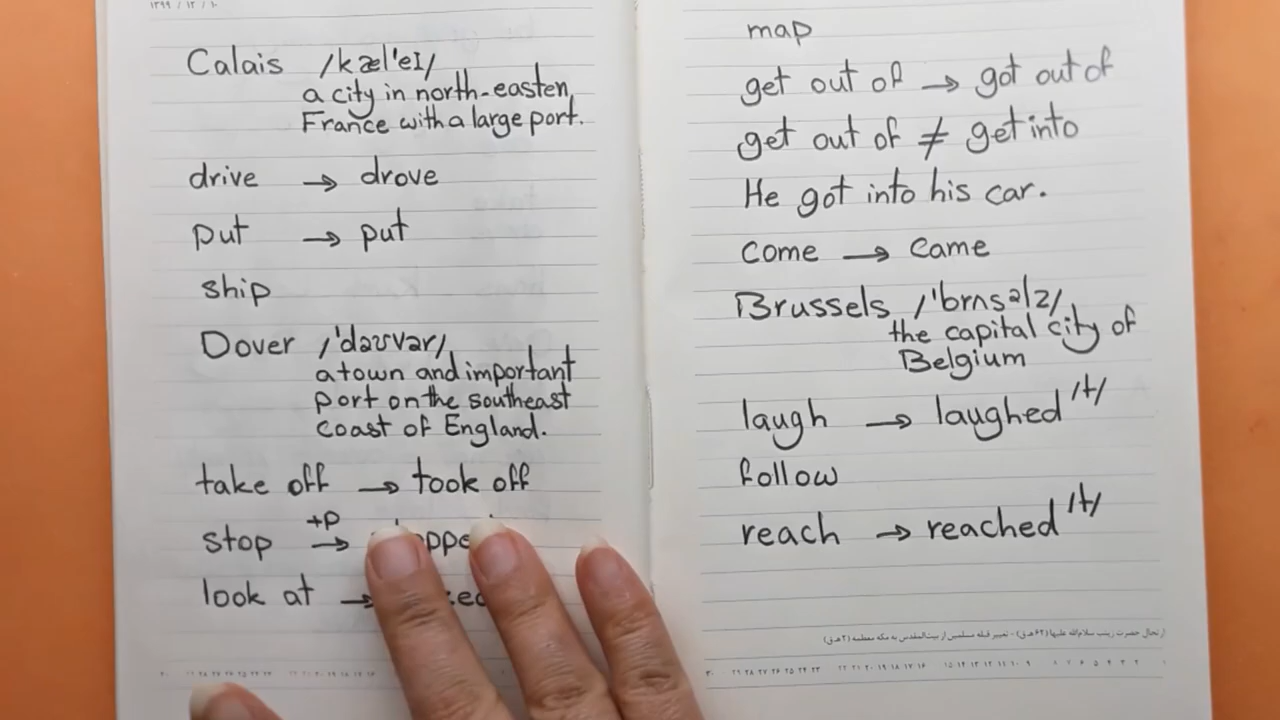 ۱۳۹۹ / ۱۲ / ۱۰
Calais /kæl'eɪ/
a city in north-easten
France with a large port.
drive → drove
put → put
ship
Dover /'dəʊvər/
a town and important
port on the southeast
coast of England.
take off → took off
+p
stop →
look at →
map
get out of → got out of
get out of ≠ get into
He got into his car.
come → came
Brussels /'brʌsəlz/
the capital city of
Belgium
laugh → laughed /t/
follow
reach → reached /t/